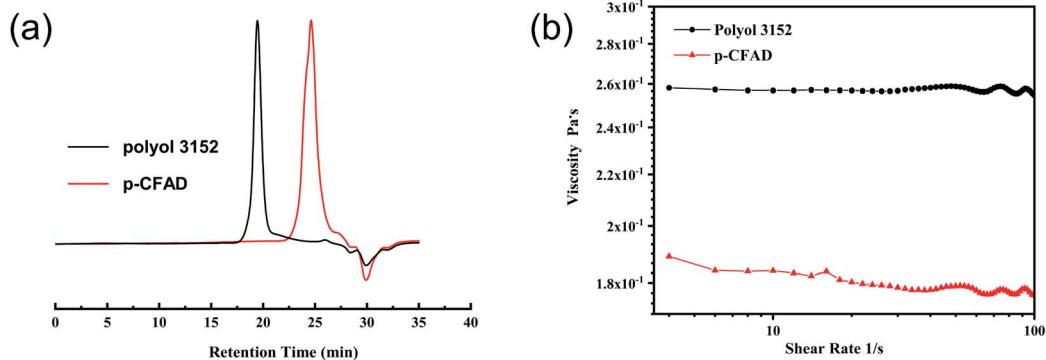 (a)
polyol 3152
p-CFAD
0 5 10 15 20 25 30 35 40
Retention Time (min)
(b)
Polyol 3152
p-CFAD
3x10⁻¹
2.8x10⁻¹
2.6x10⁻¹
2.4x10⁻¹
2.2x10⁻¹
2x10⁻¹
1.8x10⁻¹
Viscosity Pa·s
10 100
Shear Rate 1/s